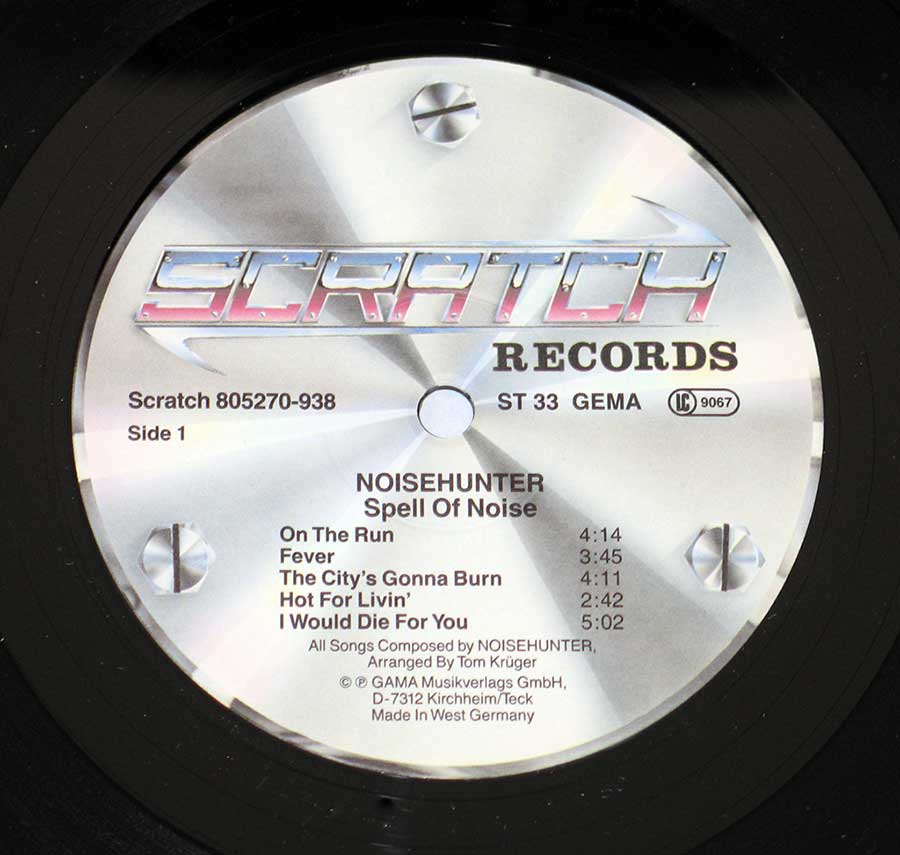 SCRATCH
RECORDS
Scratch 805270-938
ST 33 GEMA LC 9067
Side 1
NOISEHUNTER
Spell Of Noise
On The Run 4:14
Fever 3:45
The City's Gonna Burn 4:11
Hot For Livin' 2:42
I Would Die For You 5:02
All Songs Composed by NOISEHUNTER,
Arranged By Tom Krüger
© ℗ GAMA Musikverlags GmbH,
D-7312 Kirchheim/Teck
Made In West Germany